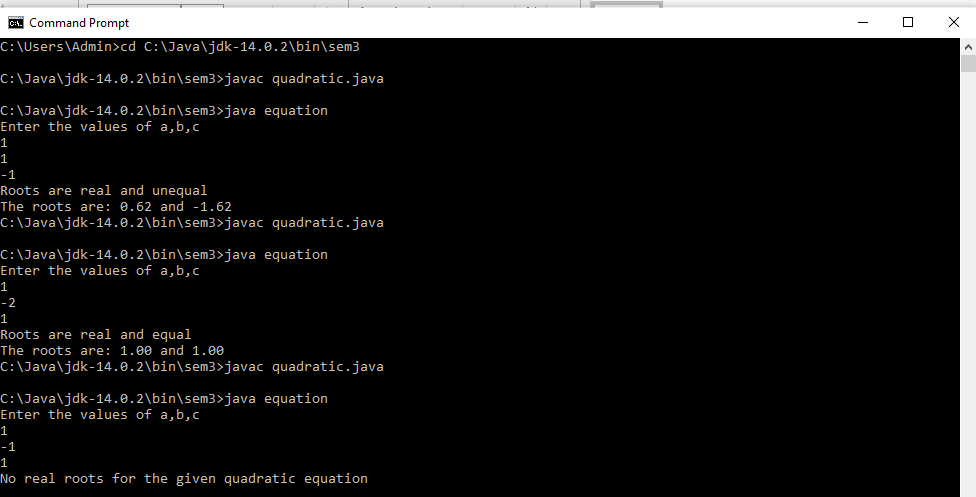 Command Prompt
C:\Users\Admin>cd C:\Java\jdk-14.0.2\bin\sem3
C:\Java\jdk-14.0.2\bin\sem3>javac quadratic.java
C:\Java\jdk-14.0.2\bin\sem3>java equation
Enter the values of a,b,c
1
1
-1
Roots are real and unequal
The roots are: 0.62 and -1.62
C:\Java\jdk-14.0.2\bin\sem3>javac quadratic.java
C:\Java\jdk-14.0.2\bin\sem3>java equation
Enter the values of a,b,c
1
-2
1
Roots are real and equal
The roots are: 1.00 and 1.00
C:\Java\jdk-14.0.2\bin\sem3>javac quadratic.java
C:\Java\jdk-14.0.2\bin\sem3>java equation
Enter the values of a,b,c
1
-1
1
No real roots for the given quadratic equation